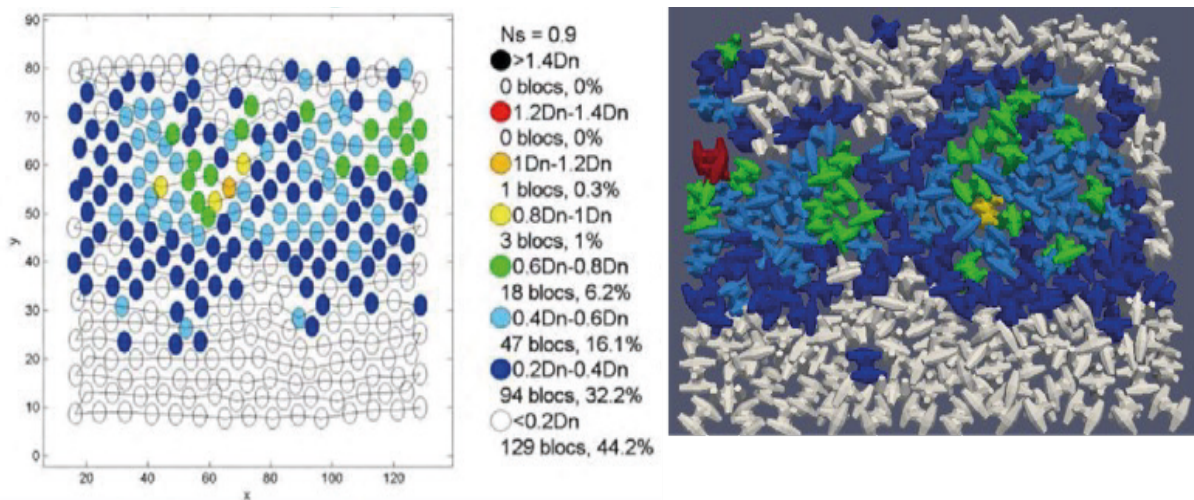 90
80
70
60
50
40
30
20
10
0
y
20 40 60 80 100 120
x
Ns = 0.9
>1.4Dn
0 blocs, 0%
1.2Dn-1.4Dn
0 blocs, 0%
1Dn-1.2Dn
1 blocs, 0.3%
0.8Dn-1Dn
3 blocs, 1%
0.6Dn-0.8Dn
18 blocs, 6.2%
0.4Dn-0.6Dn
47 blocs, 16.1%
0.2Dn-0.4Dn
94 blocs, 32.2%
<0.2Dn
129 blocs, 44.2%